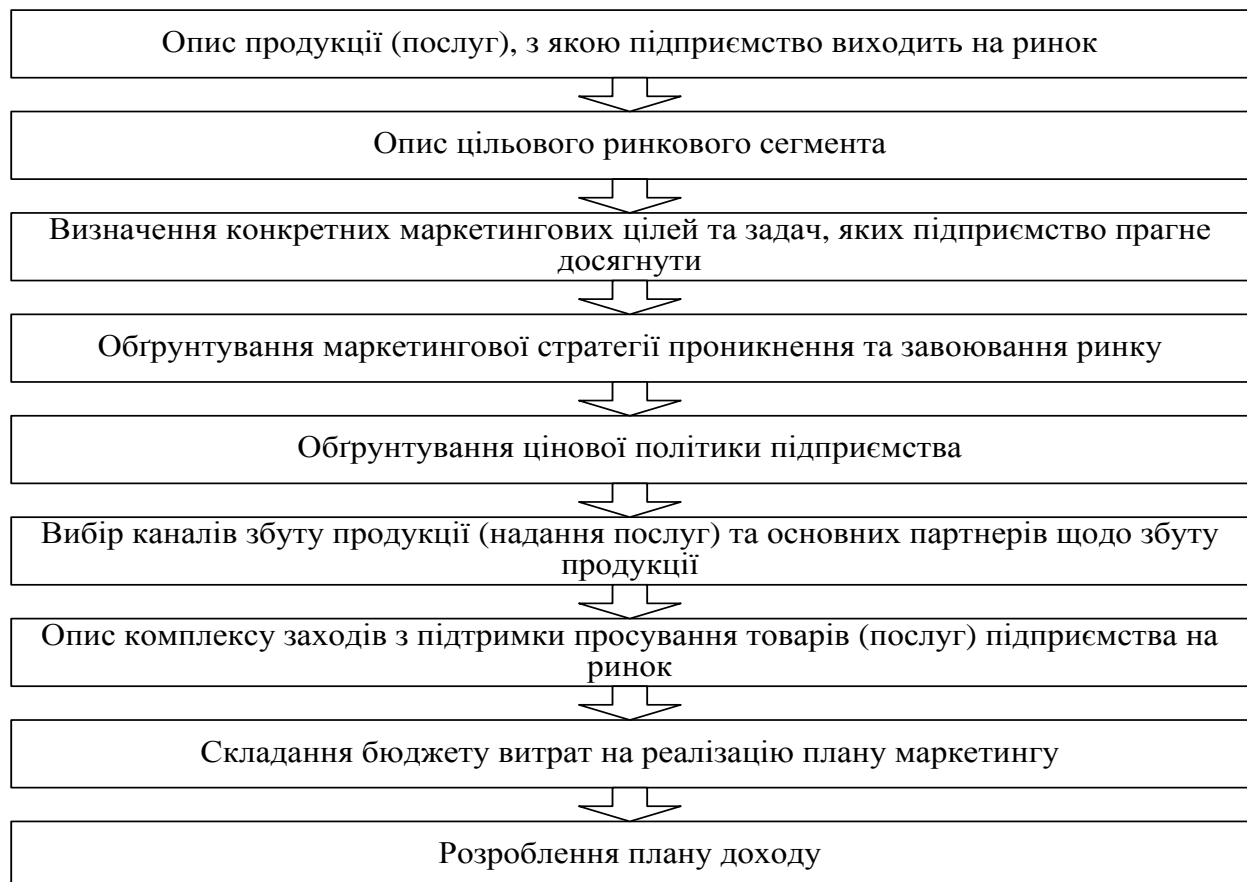 Опис продукції (послуг), з якою підприємство виходить на ринок
Опис цільового ринкового сегмента
Визначення конкретних маркетингових цілей та задач, яких підприємство прагне
досягнути
Обґрунтування маркетингової стратегії проникнення та завоювання ринку
Обґрунтування цінової політики підприємства
Вибір каналів збуту продукції (надання послуг) та основних партнерів щодо збуту
продукції
Опис комплексу заходів з підтримки просування товарів (послуг) підприємства на
ринок
Складання бюджету витрат на реалізацію плану маркетингу
Розроблення плану доходу